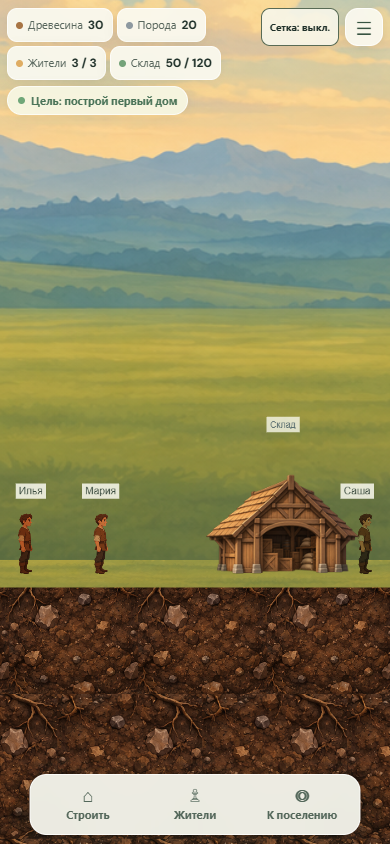 Древесина 30
Порода 20
Сетка: выкл.
Жители 3 / 3
Склад 50 / 120
Цель: построй первый дом
Склад
Илья
Мария
Саша
Строить
Жители
К поселению